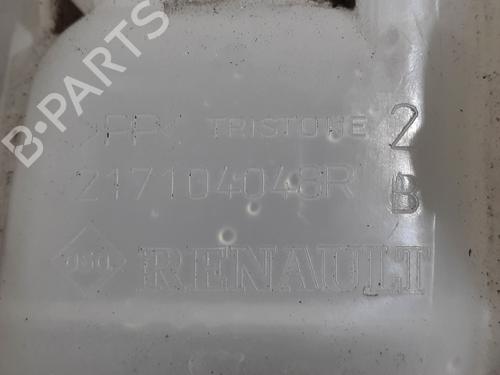 >PP< TRISTONE 2
217104046R B
RENAULT
B-PARTS